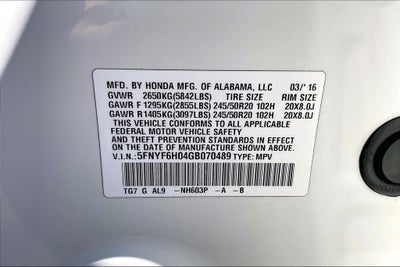 MFD. BY HONDA MFG. OF ALABAMA, LLC 03/'16
GVWR 2650KG(5842LBS) TIRE SIZE RIM SIZE
GAWR F 1295KG(2855LBS) 245/50R20 102H 20X8.0J
GAWR R1405KG(3097LBS) 245/50R20 102H 20X8.0J
THIS VEHICLE CONFORMS TO ALL APPLICABLE
FEDERAL MOTOR VEHICLE SAFETY AND
THEFT PREVENTION STANDARDS IN EFFECT ON
THE DATE OF MANUFACTURE SHOWN ABOVE.
V.I.N.: 5FNYF6H04GB070489 TYPE: MPV
TG7 G AL9 -NH603P -A -B